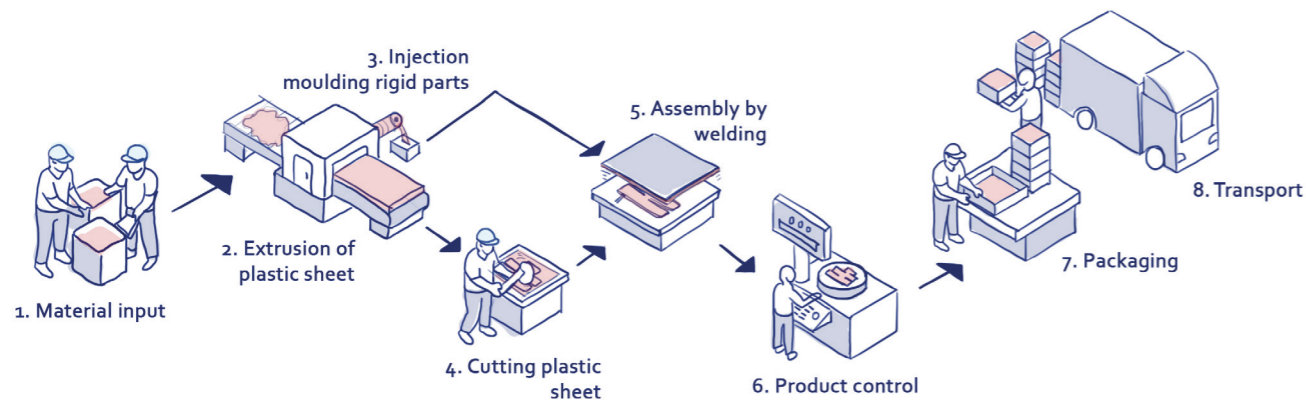 1. Material input
2. Extrusion of
plastic sheet
3. Injection
moulding rigid parts
4. Cutting plastic
sheet
5. Assembly by
welding
6. Product control
7. Packaging
8. Transport